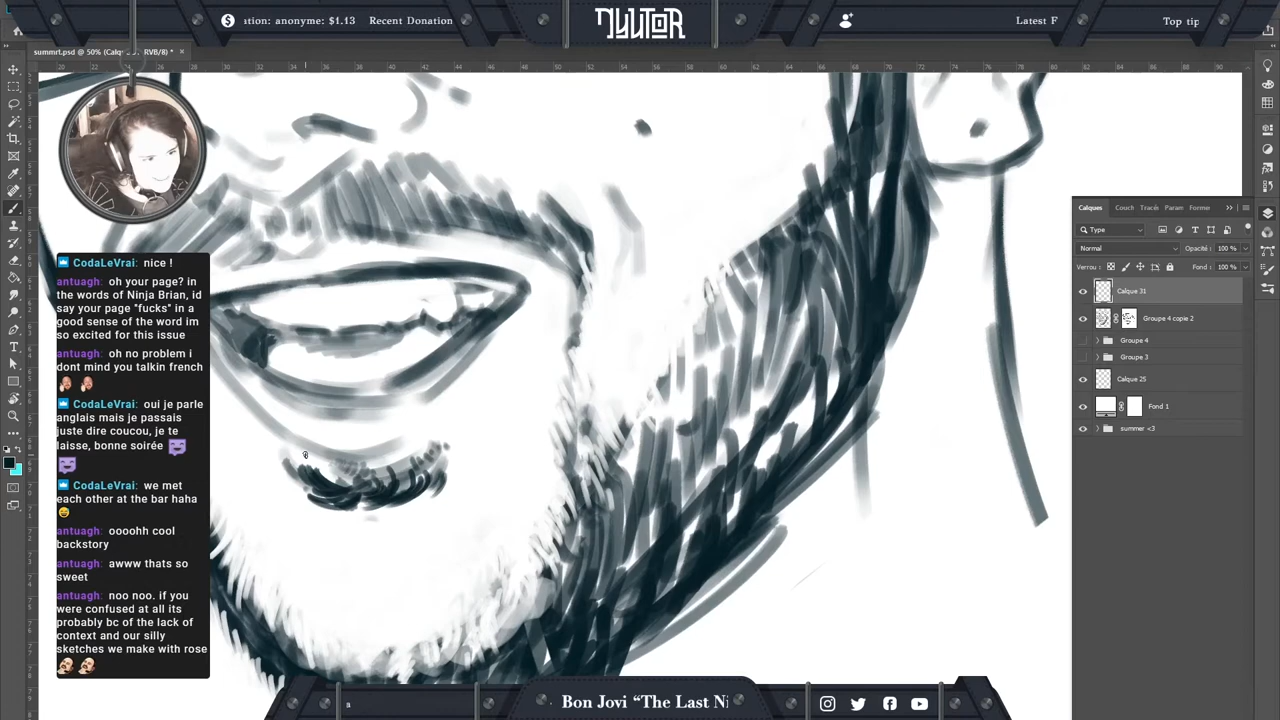 ation: anonyme: $1.13
Recent Donation
NYUTOR
Latest F
Top tip
summrt.psd @ 50% (Calq RVB/8) *
CodaLeVrai: nice !
antuagh: oh your page? in
the words of Ninja Brian, id
say your page "fucks" in a
good sense of the word im
so excited for this issue
antuagh: oh no problem i
dont mind you talkin french
CodaLeVrai: oui je parle
anglais mais je passais
juste dire coucou, je te
laisse, bonne soirée
CodaLeVrai: we met
each other at the bar haha
antuagh: oooohh cool
backstory
antuagh: awww thats so
sweet
antuagh: noo noo. if you
were confused at all its
probably bc of the lack of
context and our silly
sketches we make with rose
Calques Couch Tracés Param Forme
Type
Normal Opacité : 100 %
Verrou : Fond : 100 %
Calque 31
Groupe 4 copie 2
Groupe 4
Groupe 3
Calque 25
Fond 1
summer <3
a
Bon Jovi “The Last Ni